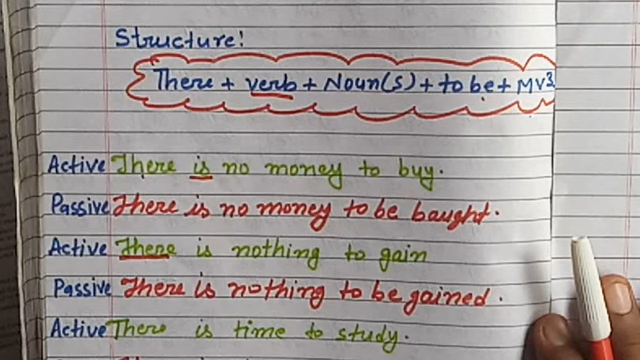 Structure!
There + verb + Noun(s) + to be + MV3
Active There is no money to buy.
Passive There is no money to be baught.
Active There is nothing to gain
Passive There is nothing to be gained.
Active There is time to study.